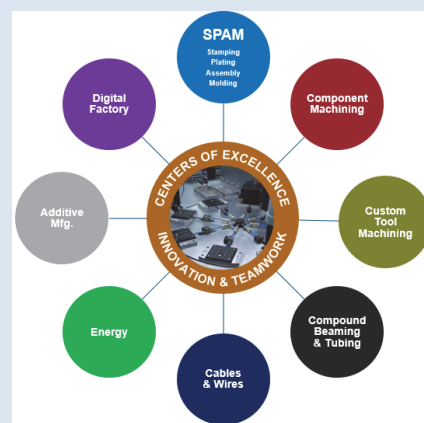 SPAM
Stamping
Plating
Assembly
Molding
Digital
Factory
Component
Machining
CENTERS OF EXCELLENCE
INNOVATION & TEAMWORK
Additive
Mfg.
Custom
Tool
Machining
Energy
Compound
Beaming
& Tubing
Cables
& Wires